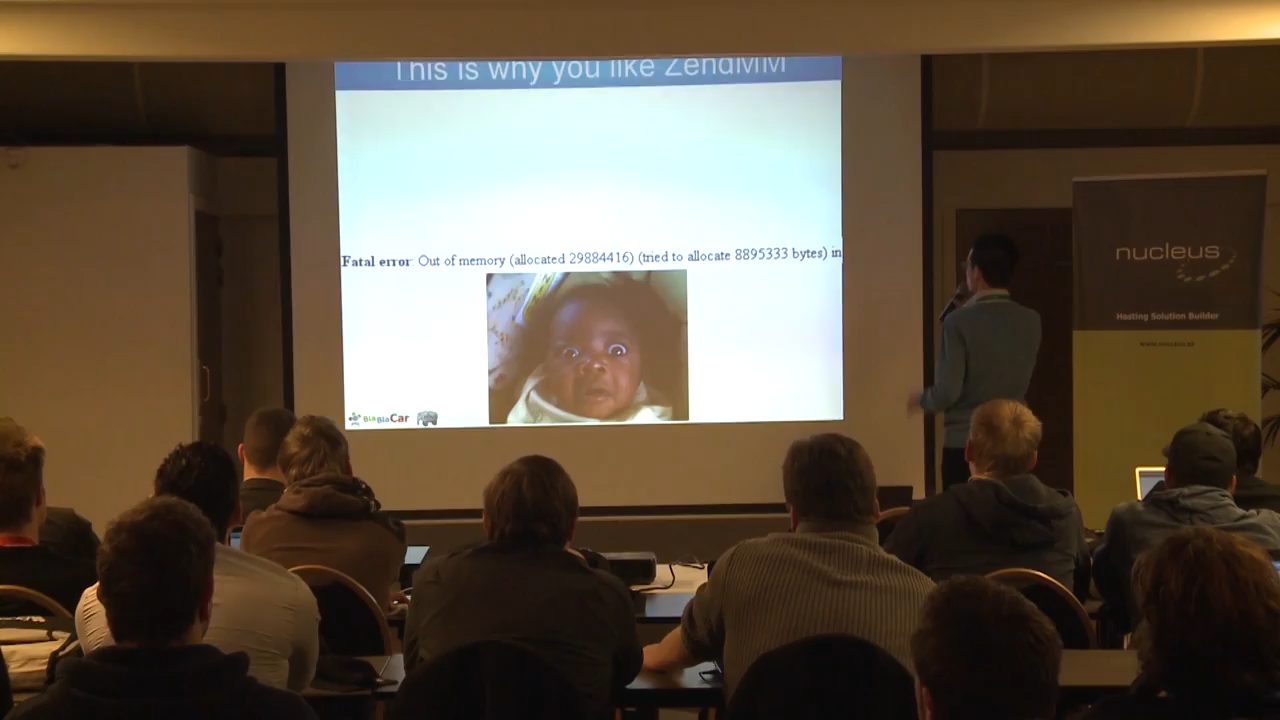 This is why you like ZendMM
Fatal error: Out of memory (allocated 29884416) (tried to allocate 8895333 bytes) in
BlaBlaCar
nucleus
Hosting Solution Builder